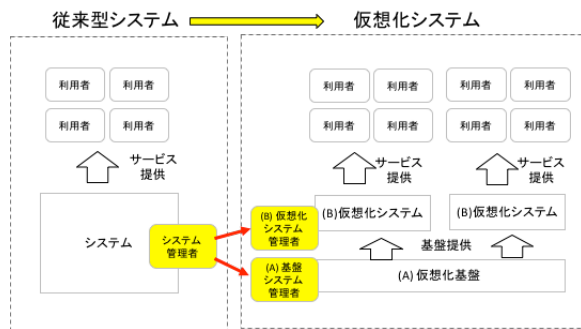 従来型システム
仮想化システム
利用者 利用者
利用者 利用者
サービス
提供
システム
システム
管理者
利用者 利用者 利用者 利用者
利用者 利用者 利用者 利用者
サービス
提供
サービス
提供
(B) 仮想化
システム
管理者
(B)仮想化システム
(B)仮想化システム
基盤提供
(A) 基盤
システム
管理者
(A) 仮想化基盤